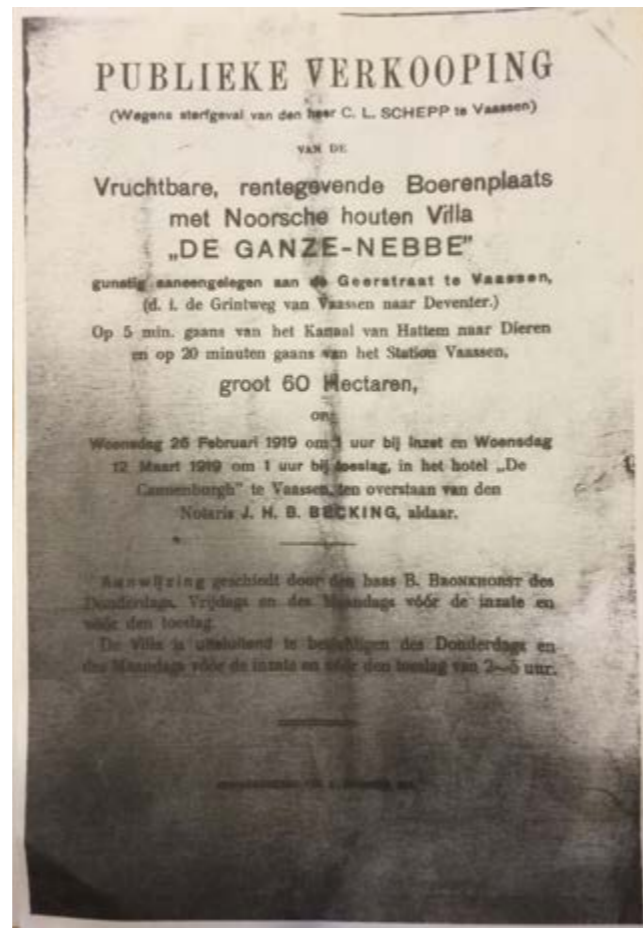 PUBLIEKE VERKOOPING
(Wegens sterfgeval van den heer C. L. SCHEPP te Vaassen)
VAN DE
Vruchtbare, rentegevende Boerenplaats
met Noorsche houten Villa
„DE GANZE-NEBBE”
gunstig aaneengelegen aan de Geerstraat te Vaassen,
(d. i. de Grintweg van Vaassen naar Deventer.)
Op 5 min. gaans van het Kanaal van Hattem naar Dieren
en op 20 minuten gaans van het Station Vaassen,
groot 60 Hectaren,
op
Woensdag 26 Februari 1919 om 1 uur bij inzet en Woensdag
12 Maart 1919 om 1 uur bij toeslag, in het hotel „De
Cannenburgh” te Vaassen, ten overstaan van den
Notaris J. H. B. BECKING, aldaar.
Aanwijzing geschiedt door den baas B. BRONKHORST des
Donderdags, Vrijdags en des Maandags vóór de inzate en
vóór den toeslag.
De Villa is uitsluitend te bezichtigen des Donderdags en
des Maandags vóór de inzate en vóór den toeslag van 2—5 uur.